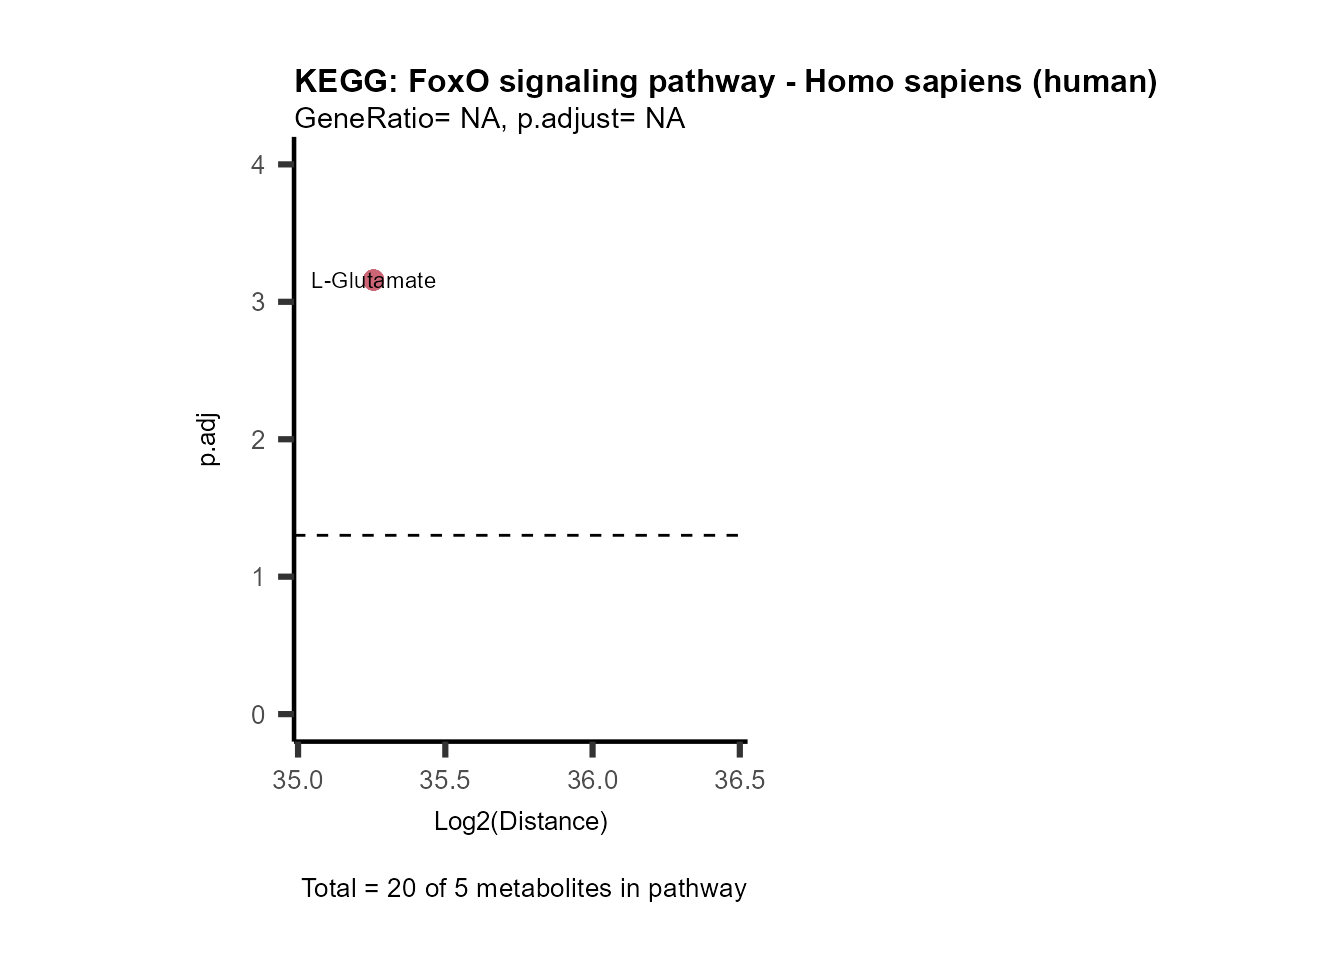 KEGG: FoxO signaling pathway - Homo sapiens (human)
GeneRatio= NA, p.adjust= NA
4
L-Glutamate
3
p.adj
2
1
0
35.0 35.5 36.0 36.5
Log2(Distance)
Total = 20 of 5 metabolites in pathway